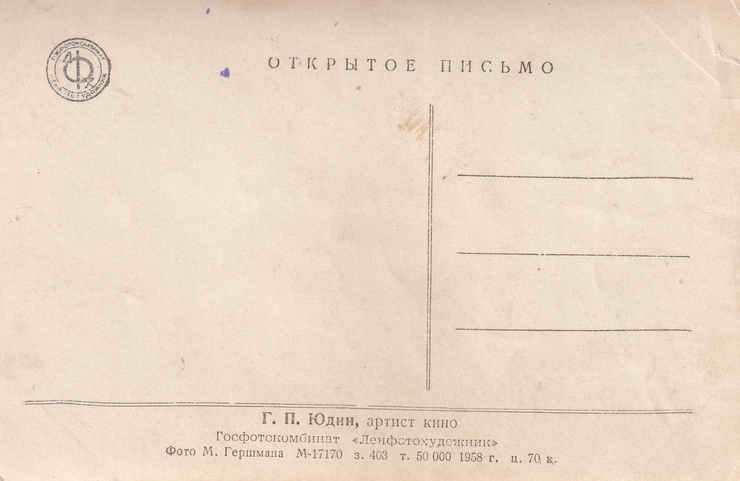 ОТКРЫТОЕ ПИСЬМО
Г. П. Юдин, артист кино
Госфотокомбинат «Ленфотохудожник»
Фото М. Гершмана М-17170 з. 403 т. 50 000 1958 г. ц. 70 к.